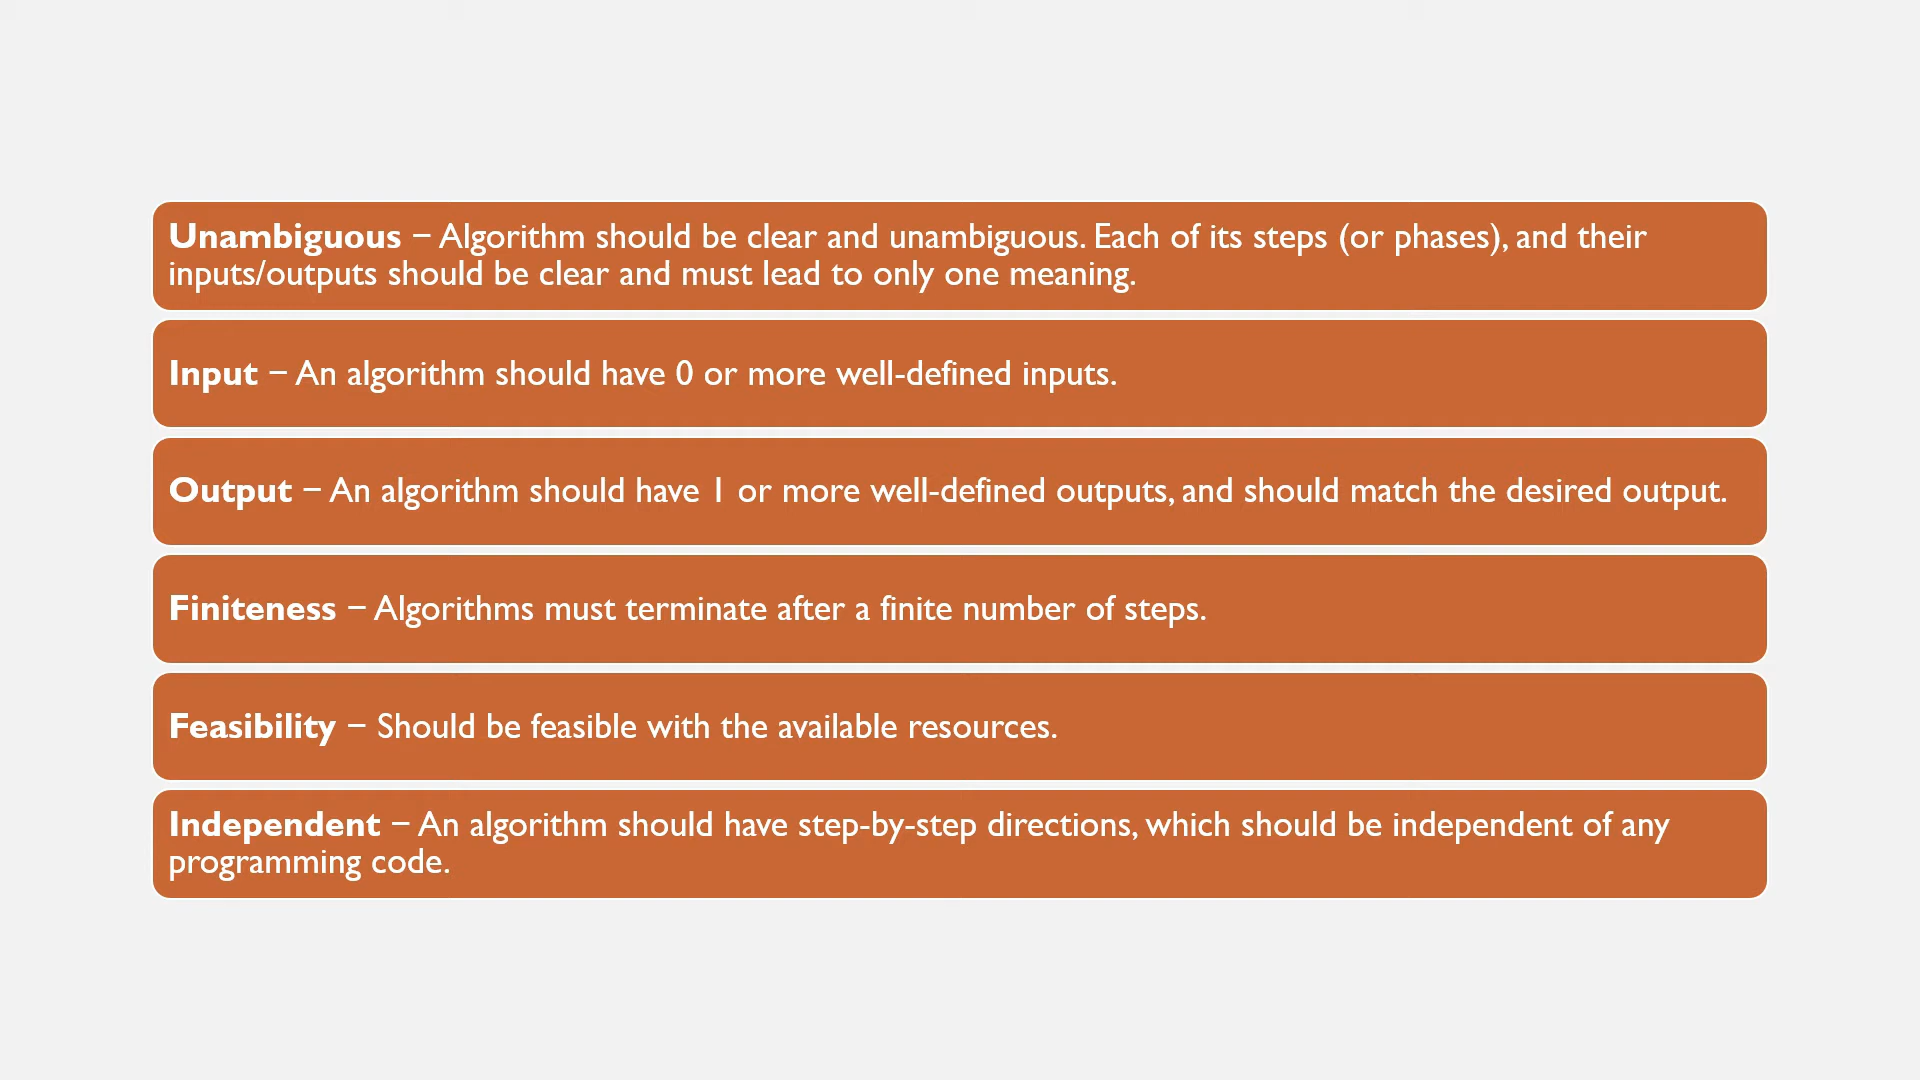 Unambiguous − Algorithm should be clear and unambiguous. Each of its steps (or phases), and their
inputs/outputs should be clear and must lead to only one meaning.
Input − An algorithm should have 0 or more well-defined inputs.
Output − An algorithm should have 1 or more well-defined outputs, and should match the desired output.
Finiteness − Algorithms must terminate after a finite number of steps.
Feasibility − Should be feasible with the available resources.
Independent − An algorithm should have step-by-step directions, which should be independent of any
programming code.